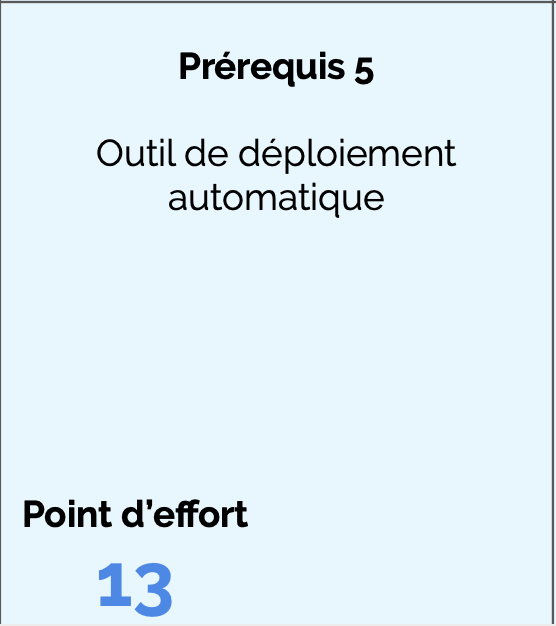 Prérequis 5
Outil de déploiement
automatique
Point d’effort
13